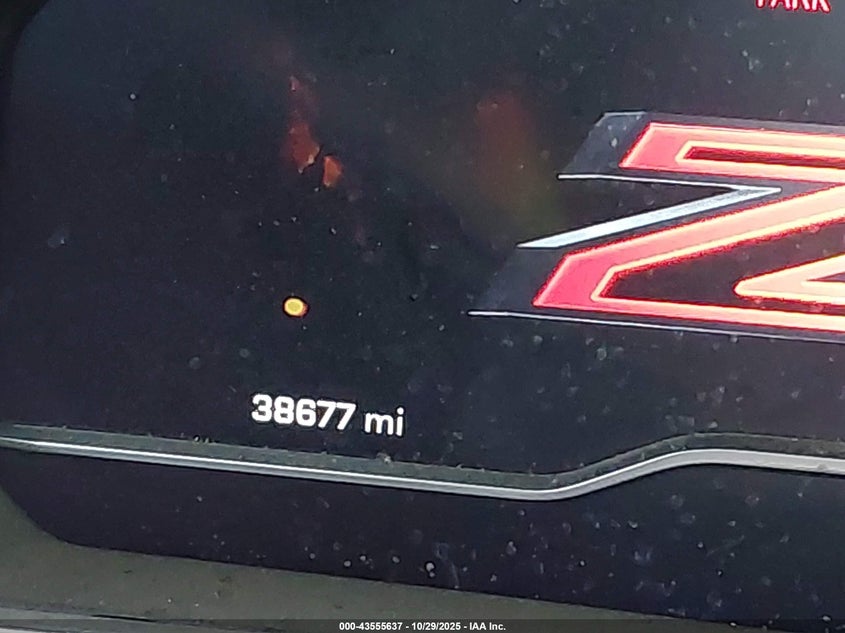 PARK
Z
38677 mi
000-43555637 - 10/29/2025 - IAA Inc.